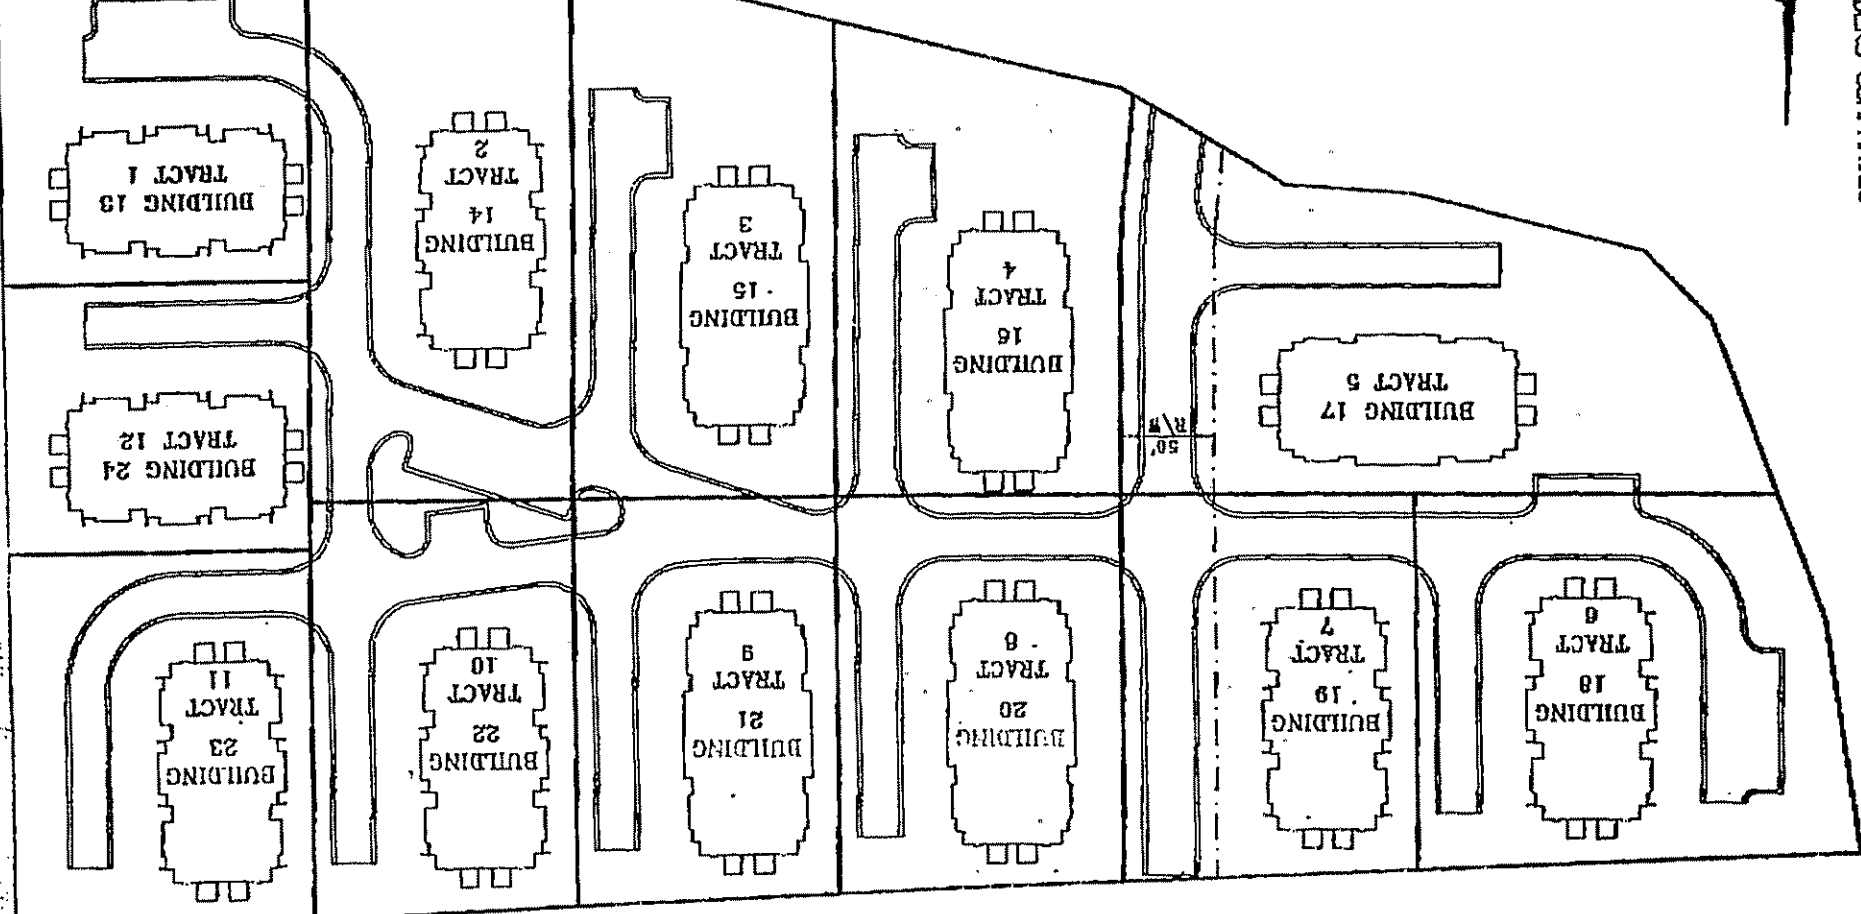 BUILDING
18
TRACT
6
BUILDING
19
TRACT
7
BUILDING
20
TRACT
8
BUILDING
21
TRACT
9
BUILDING
22
TRACT
10
BUILDING
23
TRACT
11
BUILDING 17
TRACT 5
50'
R/W
BUILDING
16
TRACT
4
BUILDING
15
TRACT
3
BUILDING
14
TRACT
2
BUILDING 24
TRACT 12
BUILDING 13
TRACT 1